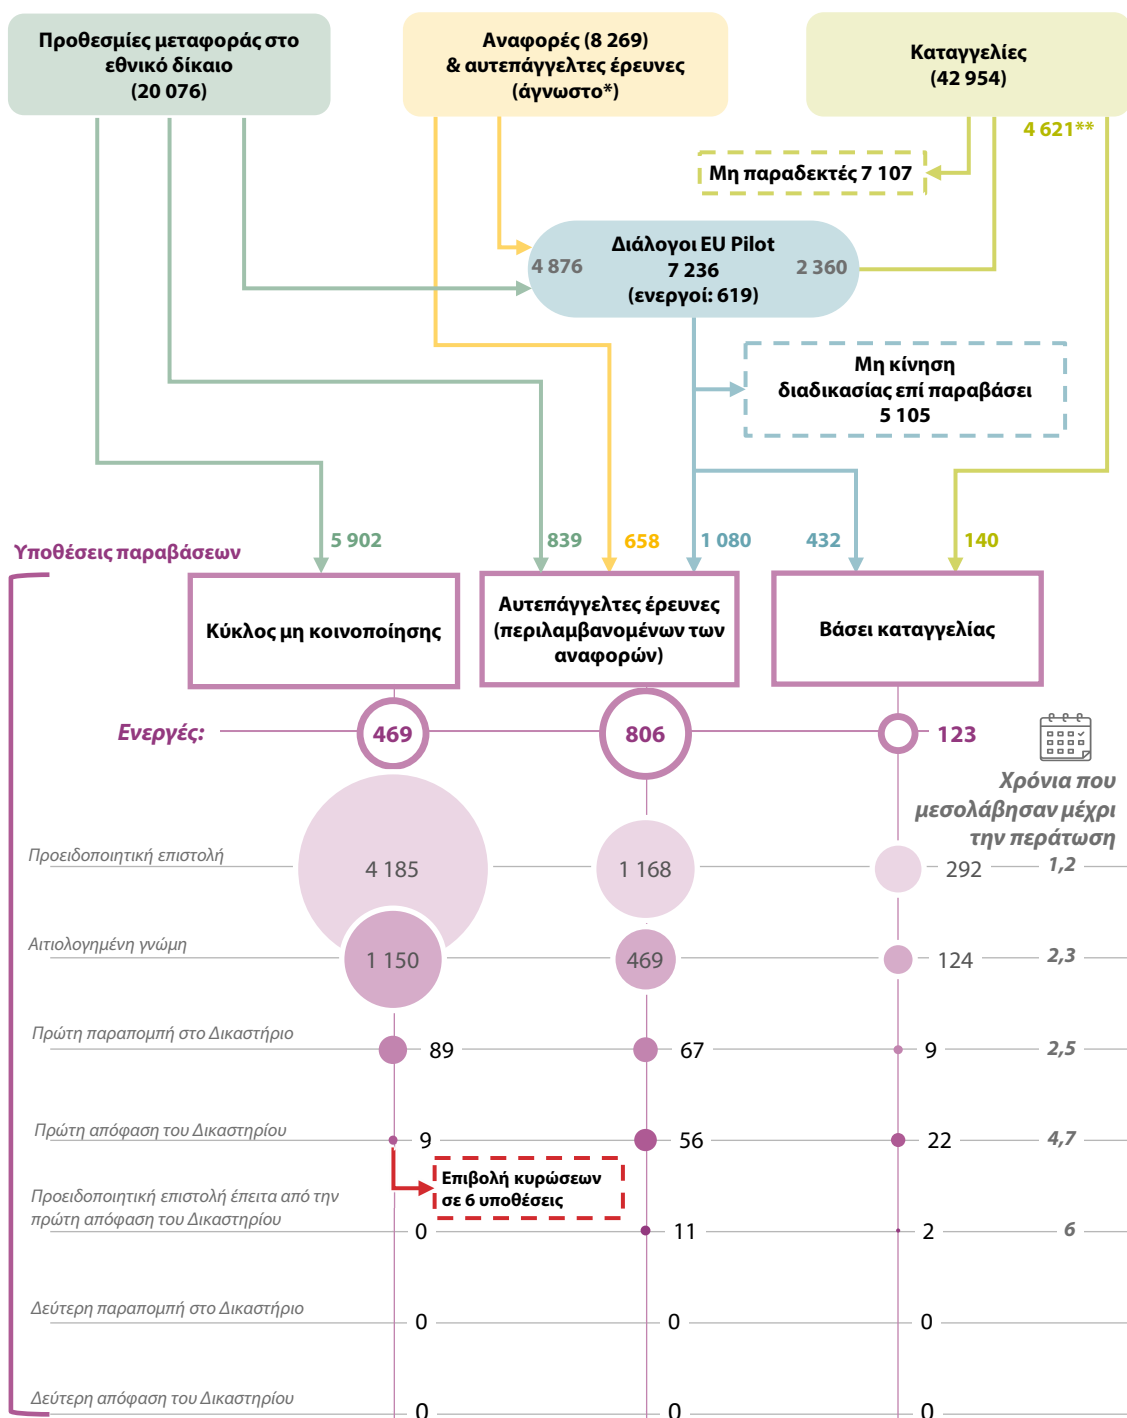 Προθεσμίες μεταφοράς στο
εθνικό δίκαιο
(20 076)
Αναφορές (8 269)
& αυτεπάγγελτες έρευνες
(άγνωστο*)
Καταγγελίες
(42 954)
4 621**
Μη παραδεκτές 7 107
Διάλογοι EU Pilot
4 876
7 236
2 360
(ενεργοί: 619)
Μη κίνηση
διαδικασίας επί παραβάσει
5 105
5 902
839
658
1 080
432
140
Υποθέσεις παραβάσεων
Κύκλος μη κοινοποίησης
Αυτεπάγγελτες έρευνες
(περιλαμβανομένων των
αναφορών)
Βάσει καταγγελίας
Ενεργές:
469
806
123
Χρόνια που
μεσολάβησαν μέχρι
την περάτωση
Προειδοποιητική επιστολή
4 185
1 168
292
1,2
Αιτιολογημένη γνώμη
1 150
469
124
2,3
Πρώτη παραπομπή στο Δικαστήριο
89
67
9
2,5
Πρώτη απόφαση του Δικαστηρίου
9
56
22
4,7
Επιβολή κυρώσεων
σε 6 υποθέσεις
Προειδοποιητική επιστολή έπειτα από την
πρώτη απόφαση του Δικαστηρίου
0
11
2
6
Δεύτερη παραπομπή στο Δικαστήριο
0
0
0
Δεύτερη απόφαση του Δικαστηρίου
0
0
0